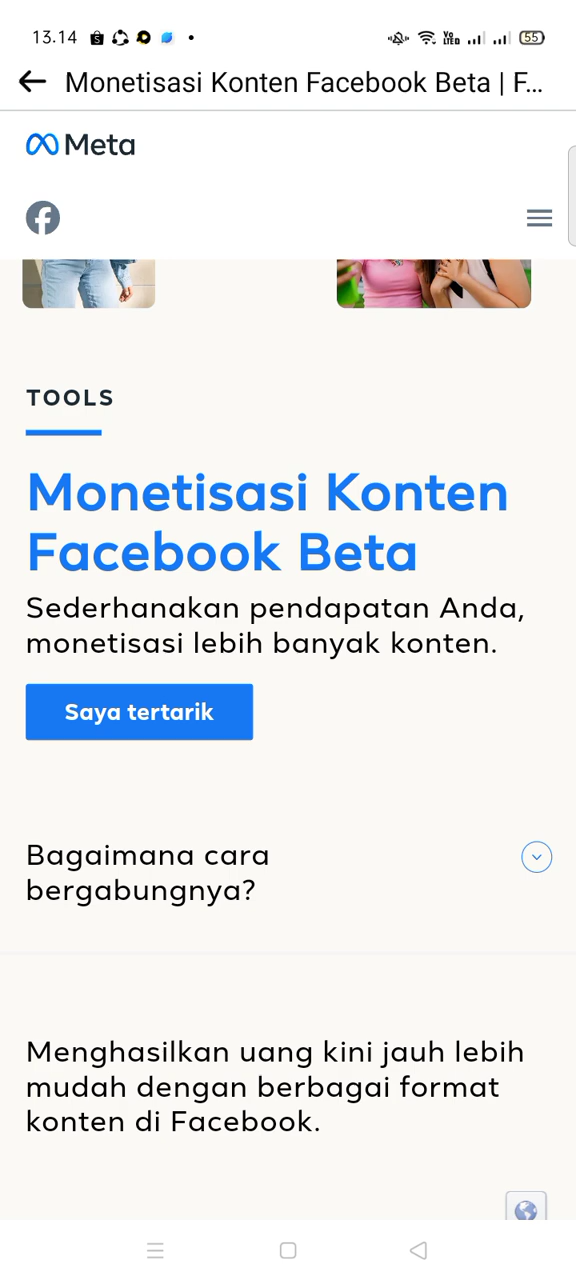 13.14
VoLTE
55
Monetisasi Konten Facebook Beta | F...
Meta
TOOLS
Monetisasi Konten
Facebook Beta
Sederhanakan pendapatan Anda,
monetisasi lebih banyak konten.
Saya tertarik
Bagaimana cara
bergabungnya?
Menghasilkan uang kini jauh lebih
mudah dengan berbagai format
konten di Facebook.